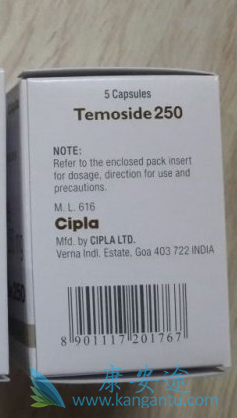 5 Capsules
Temoside 250
NOTE:
Refer to the enclosed pack insert
for dosage, direction for use and
precautions.
M. L. 616
Cipla
Mfd. by CIPLA LTD.
Verna Indl. Estate. Goa 403 722 INDIA
8 901117 201767
康安途
www.kangantu.com